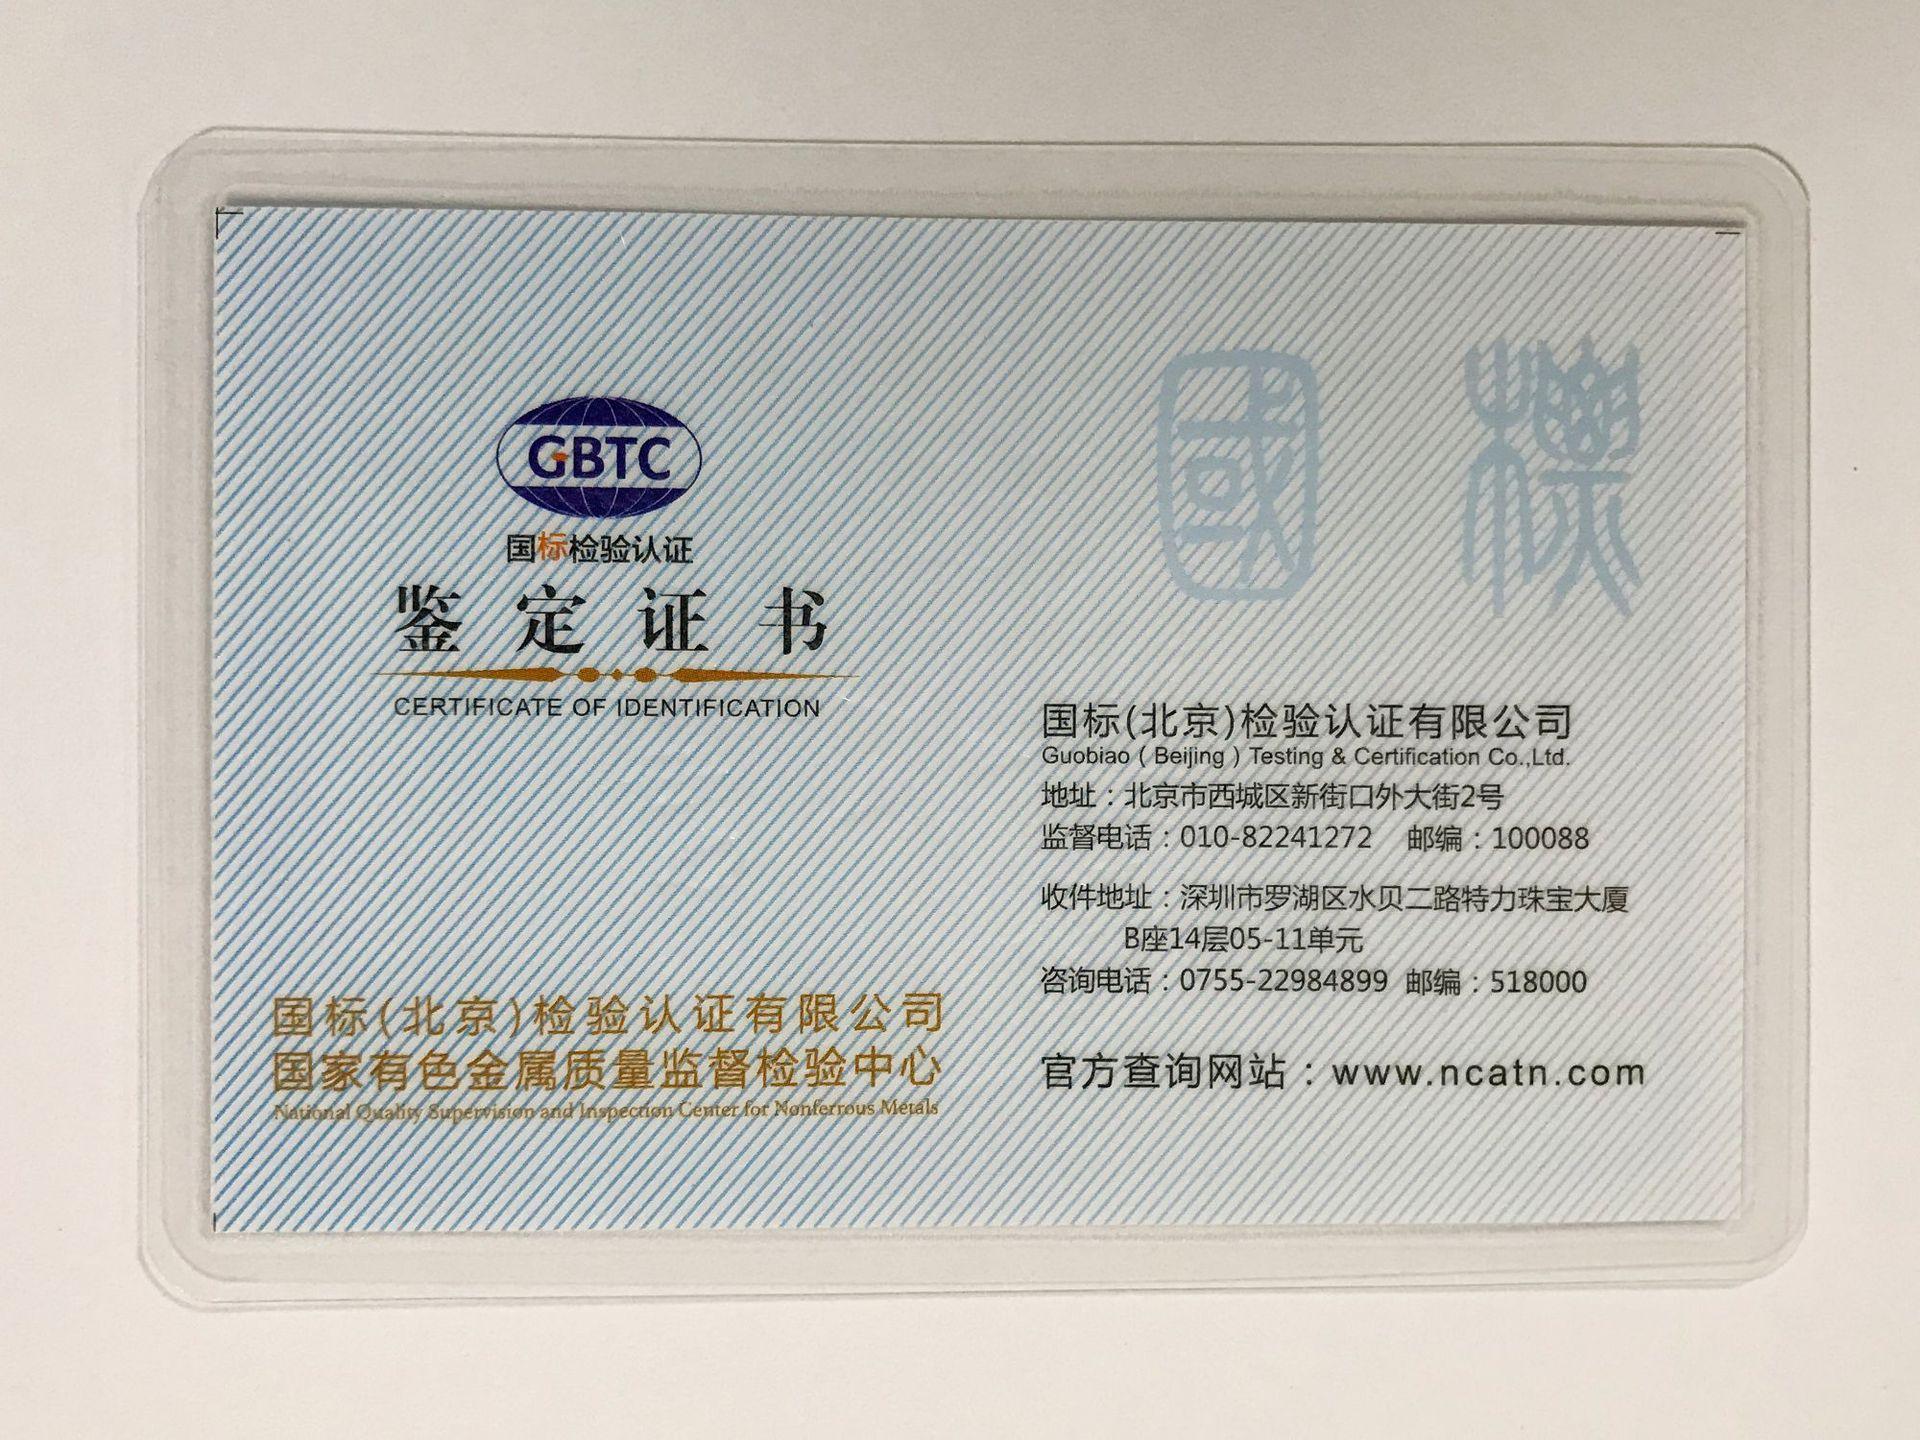 GBTC
国标检验认证
鉴定证书
CERTIFICATE OF IDENTIFICATION
国标(北京)检验认证有限公司
国家有色金属质量监督检验中心
National Quality Supervision and Inspection Center for Nonferrous Metals
國標
国标(北京)检验认证有限公司
Guobiao ( Beijing ) Testing & Certification Co.,Ltd.
地址：北京市西城区新街口外大街2号
监督电话：010-82241272 邮编：100088
收件地址：深圳市罗湖区水贝二路特力珠宝大厦
B座14层05-11单元
咨询电话：0755-22984899 邮编：518000
官方查询网站：www.ncatn.com